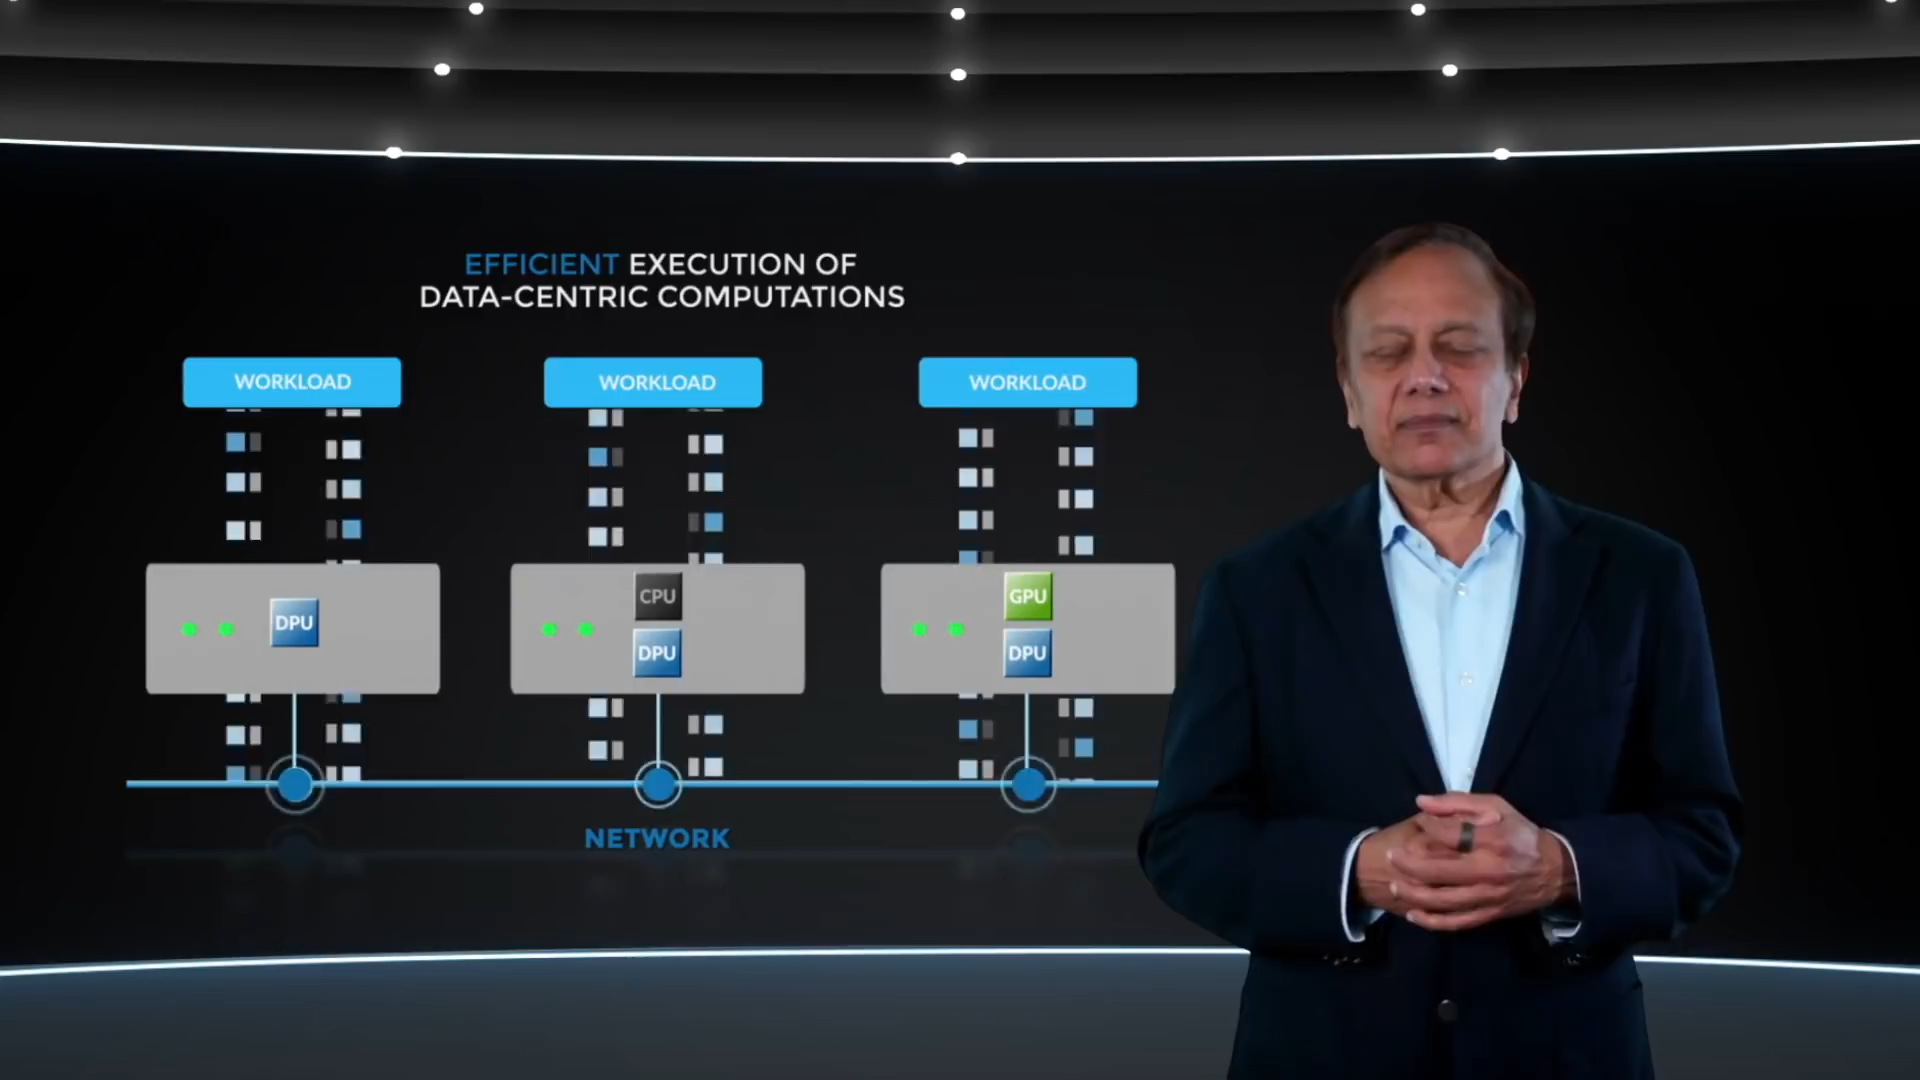 EFFICIENT EXECUTION OF
DATA-CENTRIC COMPUTATIONS
WORKLOAD
WORKLOAD
WORKLOAD
DPU
CPU
DPU
GPU
DPU
NETWORK